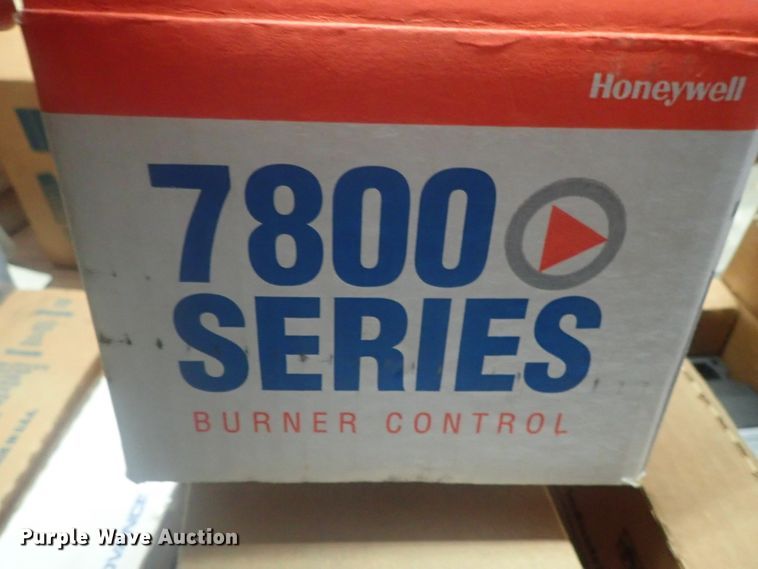 Honeywell
7800
SERIES
BURNER CONTROL
Purple Wave Auction